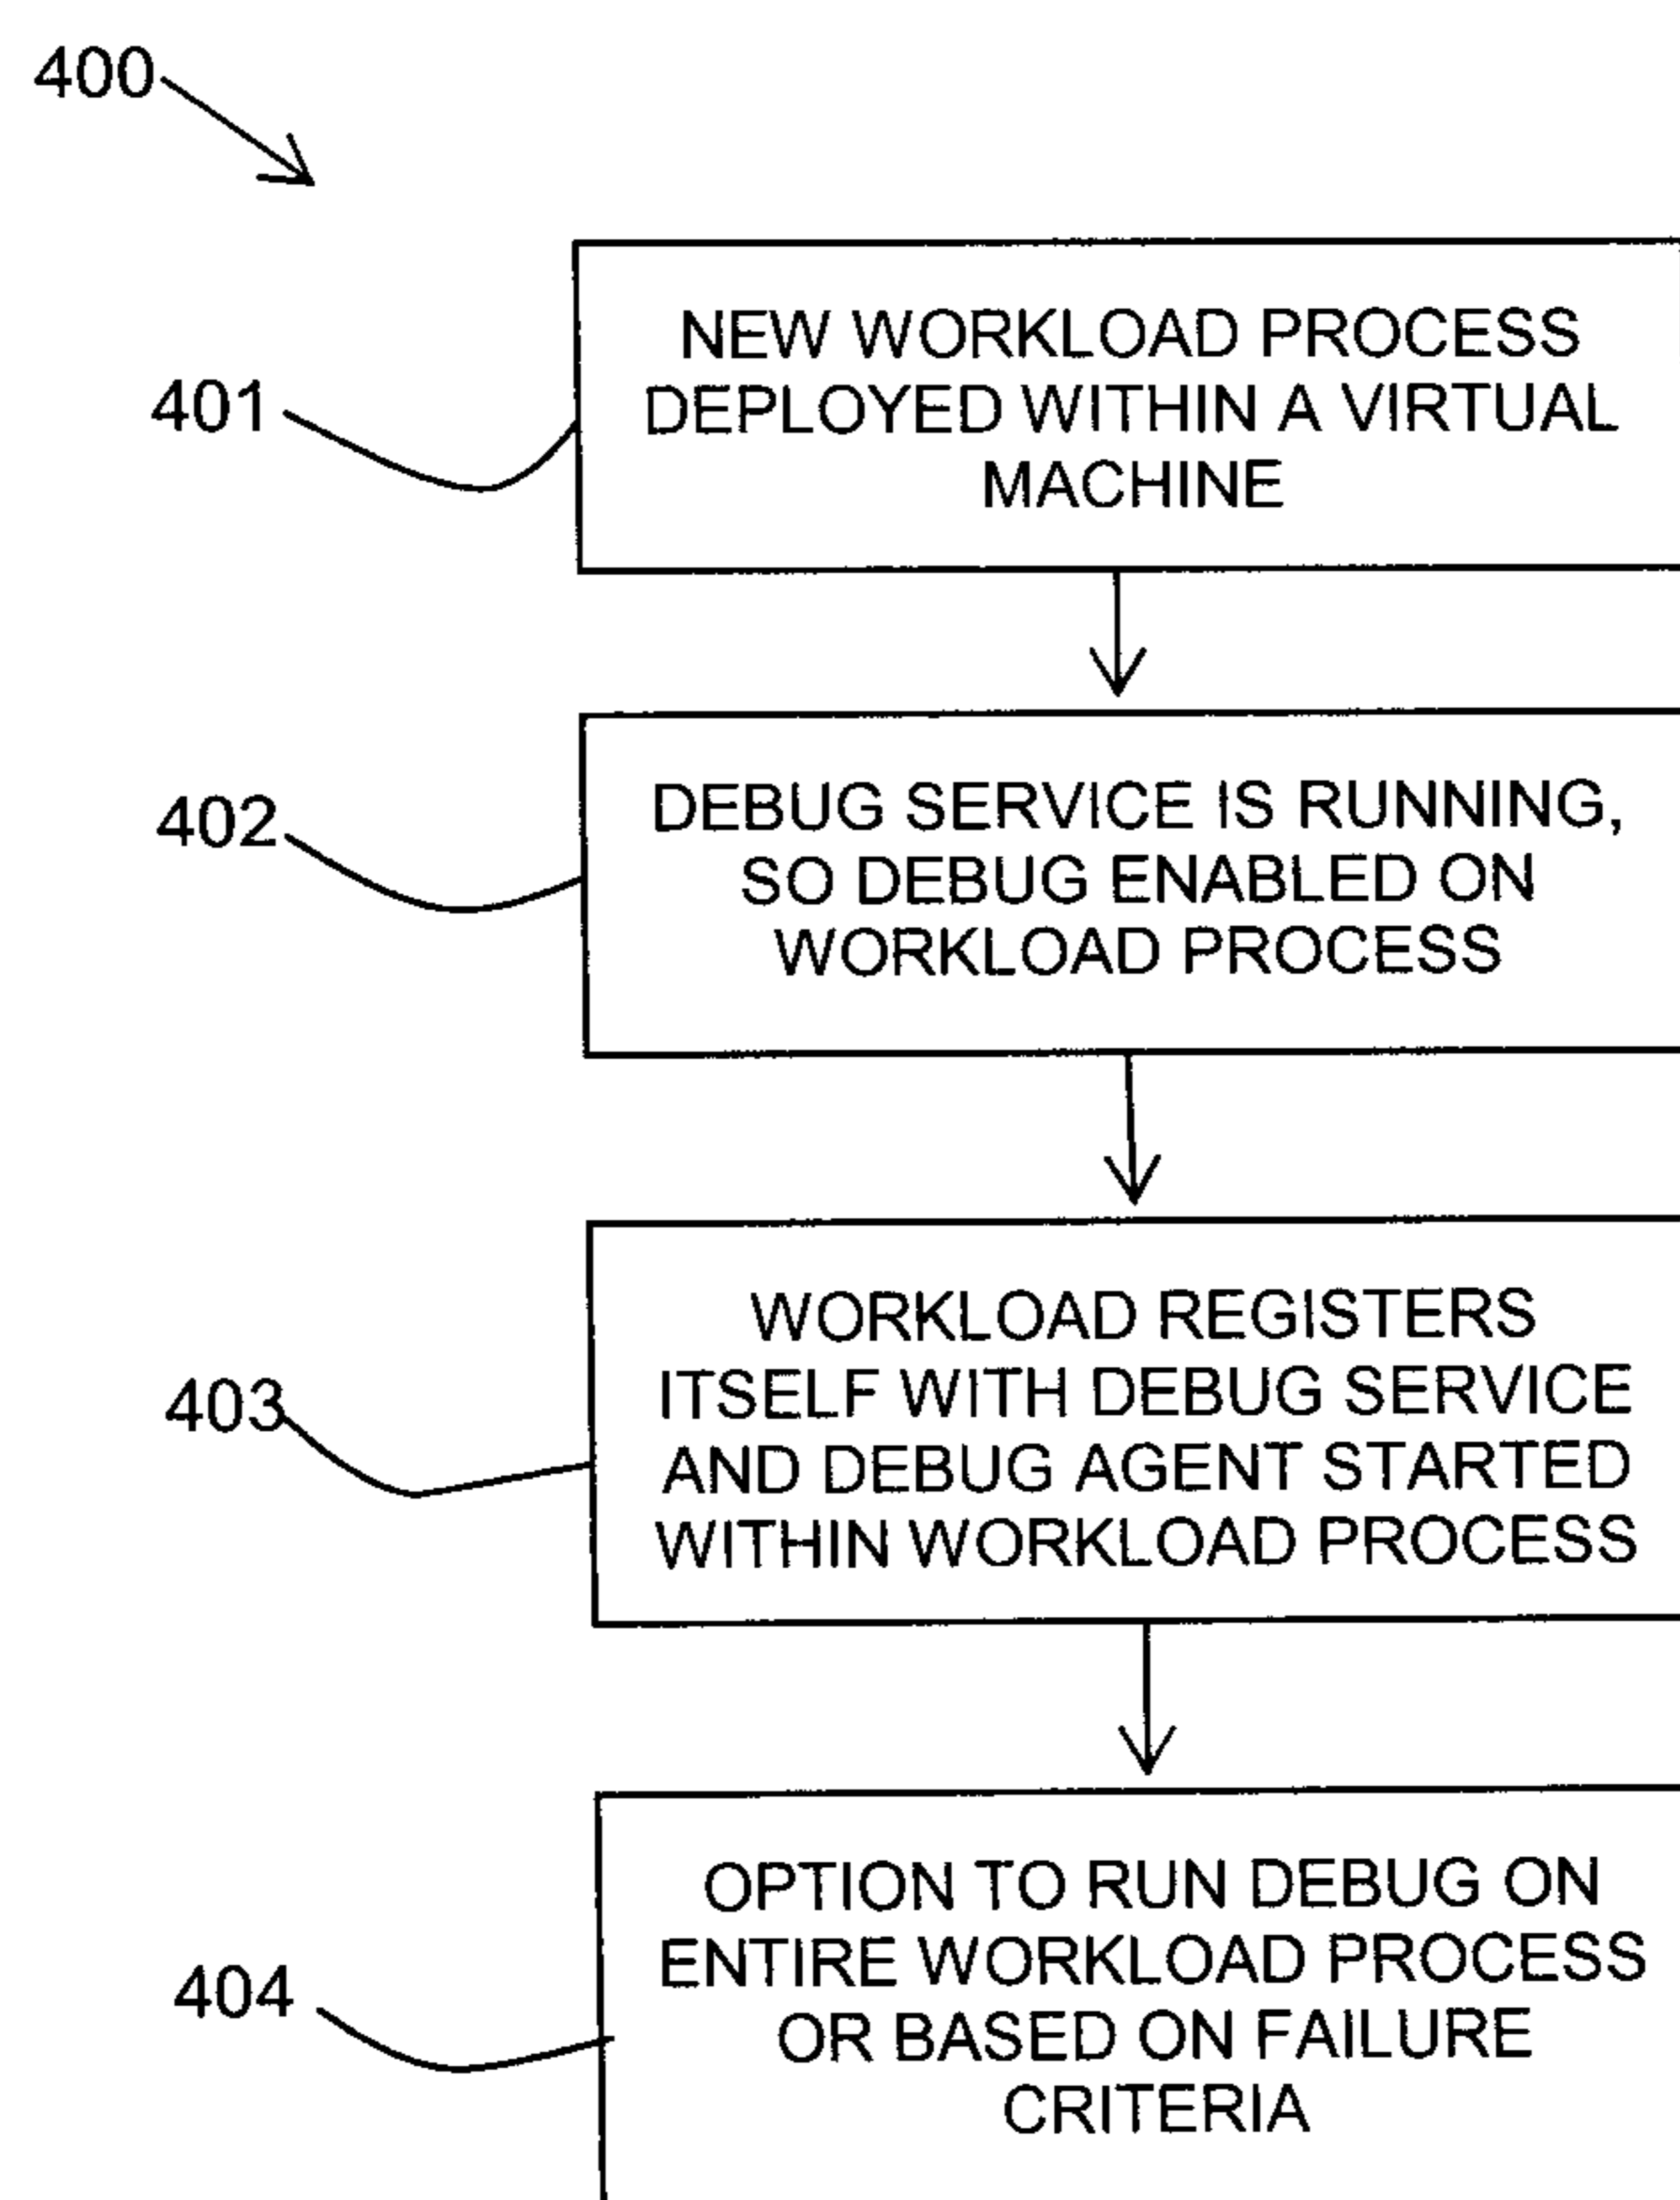 400
401
NEW WORKLOAD PROCESS
DEPLOYED WITHIN A VIRTUAL
MACHINE
402
DEBUG SERVICE IS RUNNING,
SO DEBUG ENABLED ON
WORKLOAD PROCESS
403
WORKLOAD REGISTERS
ITSELF WITH DEBUG SERVICE
AND DEBUG AGENT STARTED
WITHIN WORKLOAD PROCESS
404
OPTION TO RUN DEBUG ON
ENTIRE WORKLOAD PROCESS
OR BASED ON FAILURE
CRITERIA